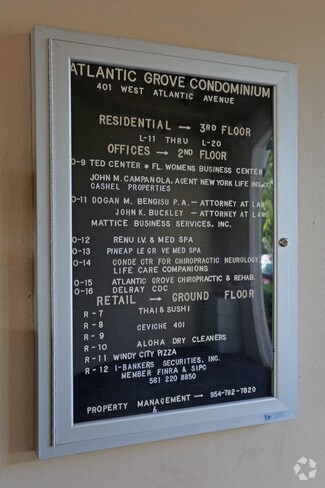 ATLANTIC GROVE CONDOMINIUM
401 WEST ATLANTIC AVENUE
RESIDENTIAL → 3RD FLOOR
L-11 THRU L-20
OFFICES → 2ND FLOOR
O-9 TED CENTER * FL. WOMENS BUSINESS CENTER
JOHN M. CAMPANOLA, AGENT NEW YORK LIFE INS.
CASHEL PROPERTIES
O-11 DOGAN M. BENGISU P.A. - ATTORNEY AT LAW
JOHN K. BUCKLEY - ATTORNEY AT LAW
MATTICE BUSINESS SERVICES, INC.
O-12 RENU I.V. & MED SPA
O-13 PINEAP LE GR VE MED SPA
O-14 CONDE CTR FOR CHIROPRACTIC NEUROLOGY
LIFE CARE COMPANIONS
O-15 ATLANTIC GROVE CHIROPRACTIC & REHAB.
O-16 DELRAY CDC
RETAIL → GROUND FLOOR
R-7 THAI & SUSHI
R-8 CEVICHE 401
R-9
R-10 ALOHA DRY CLEANERS
R-11 WINDY CITY PIZZA
R-12 I-BANKERS SECURITIES, INC.
MEMBER FINRA & SIPC
561 220 8850
PROPERTY MANAGEMENT → 954-782-7820